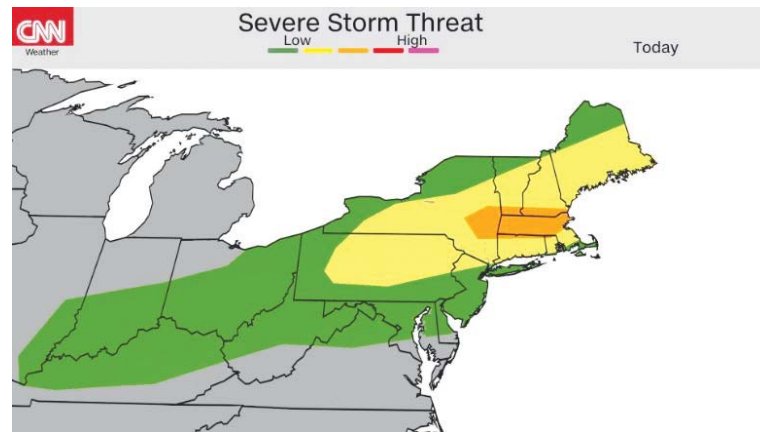 CNN
Weather
Severe Storm Threat
Low High
Today